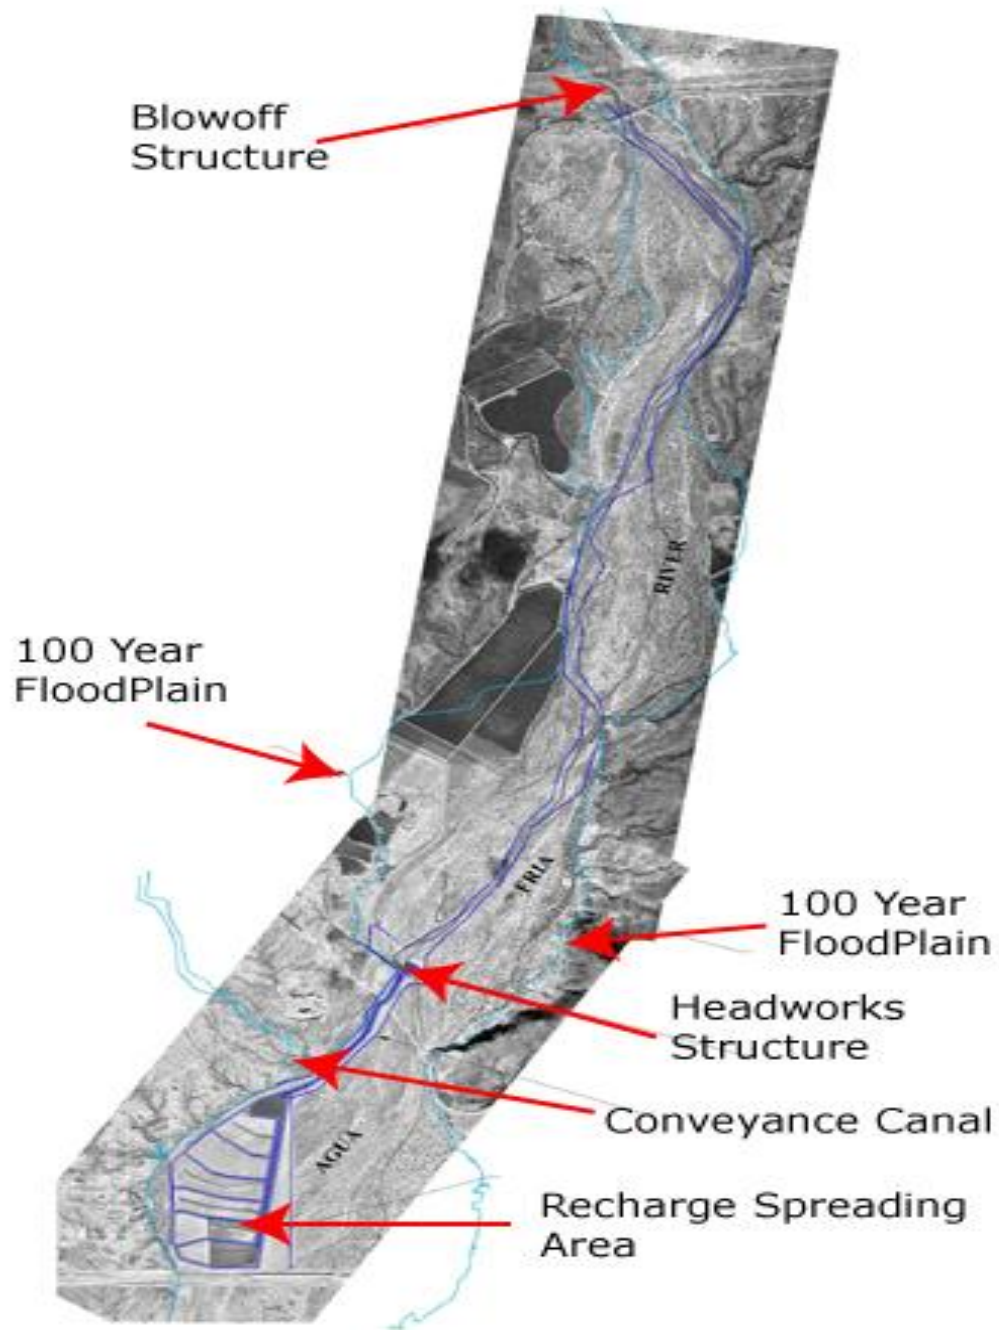 Blowoff
Structure
RIVER
100 Year
FloodPlain
FRIA
100 Year
FloodPlain
Headworks
Structure
Conveyance Canal
AGUA
Recharge Spreading
Area